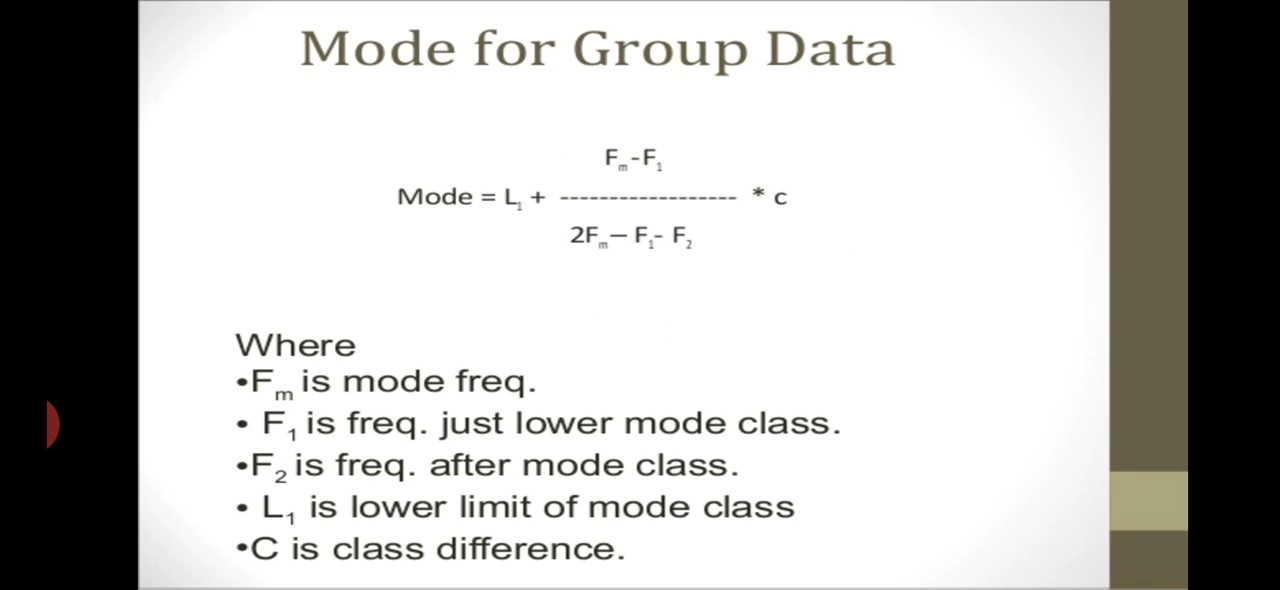 Mode for Group Data
Fm-F1
Mode = L1 + ------------------ * c
2Fm– F1- F2
Where
•Fm is mode freq.
• F1 is freq. just lower mode class.
•F2 is freq. after mode class.
• L1 is lower limit of mode class
•C is class difference.